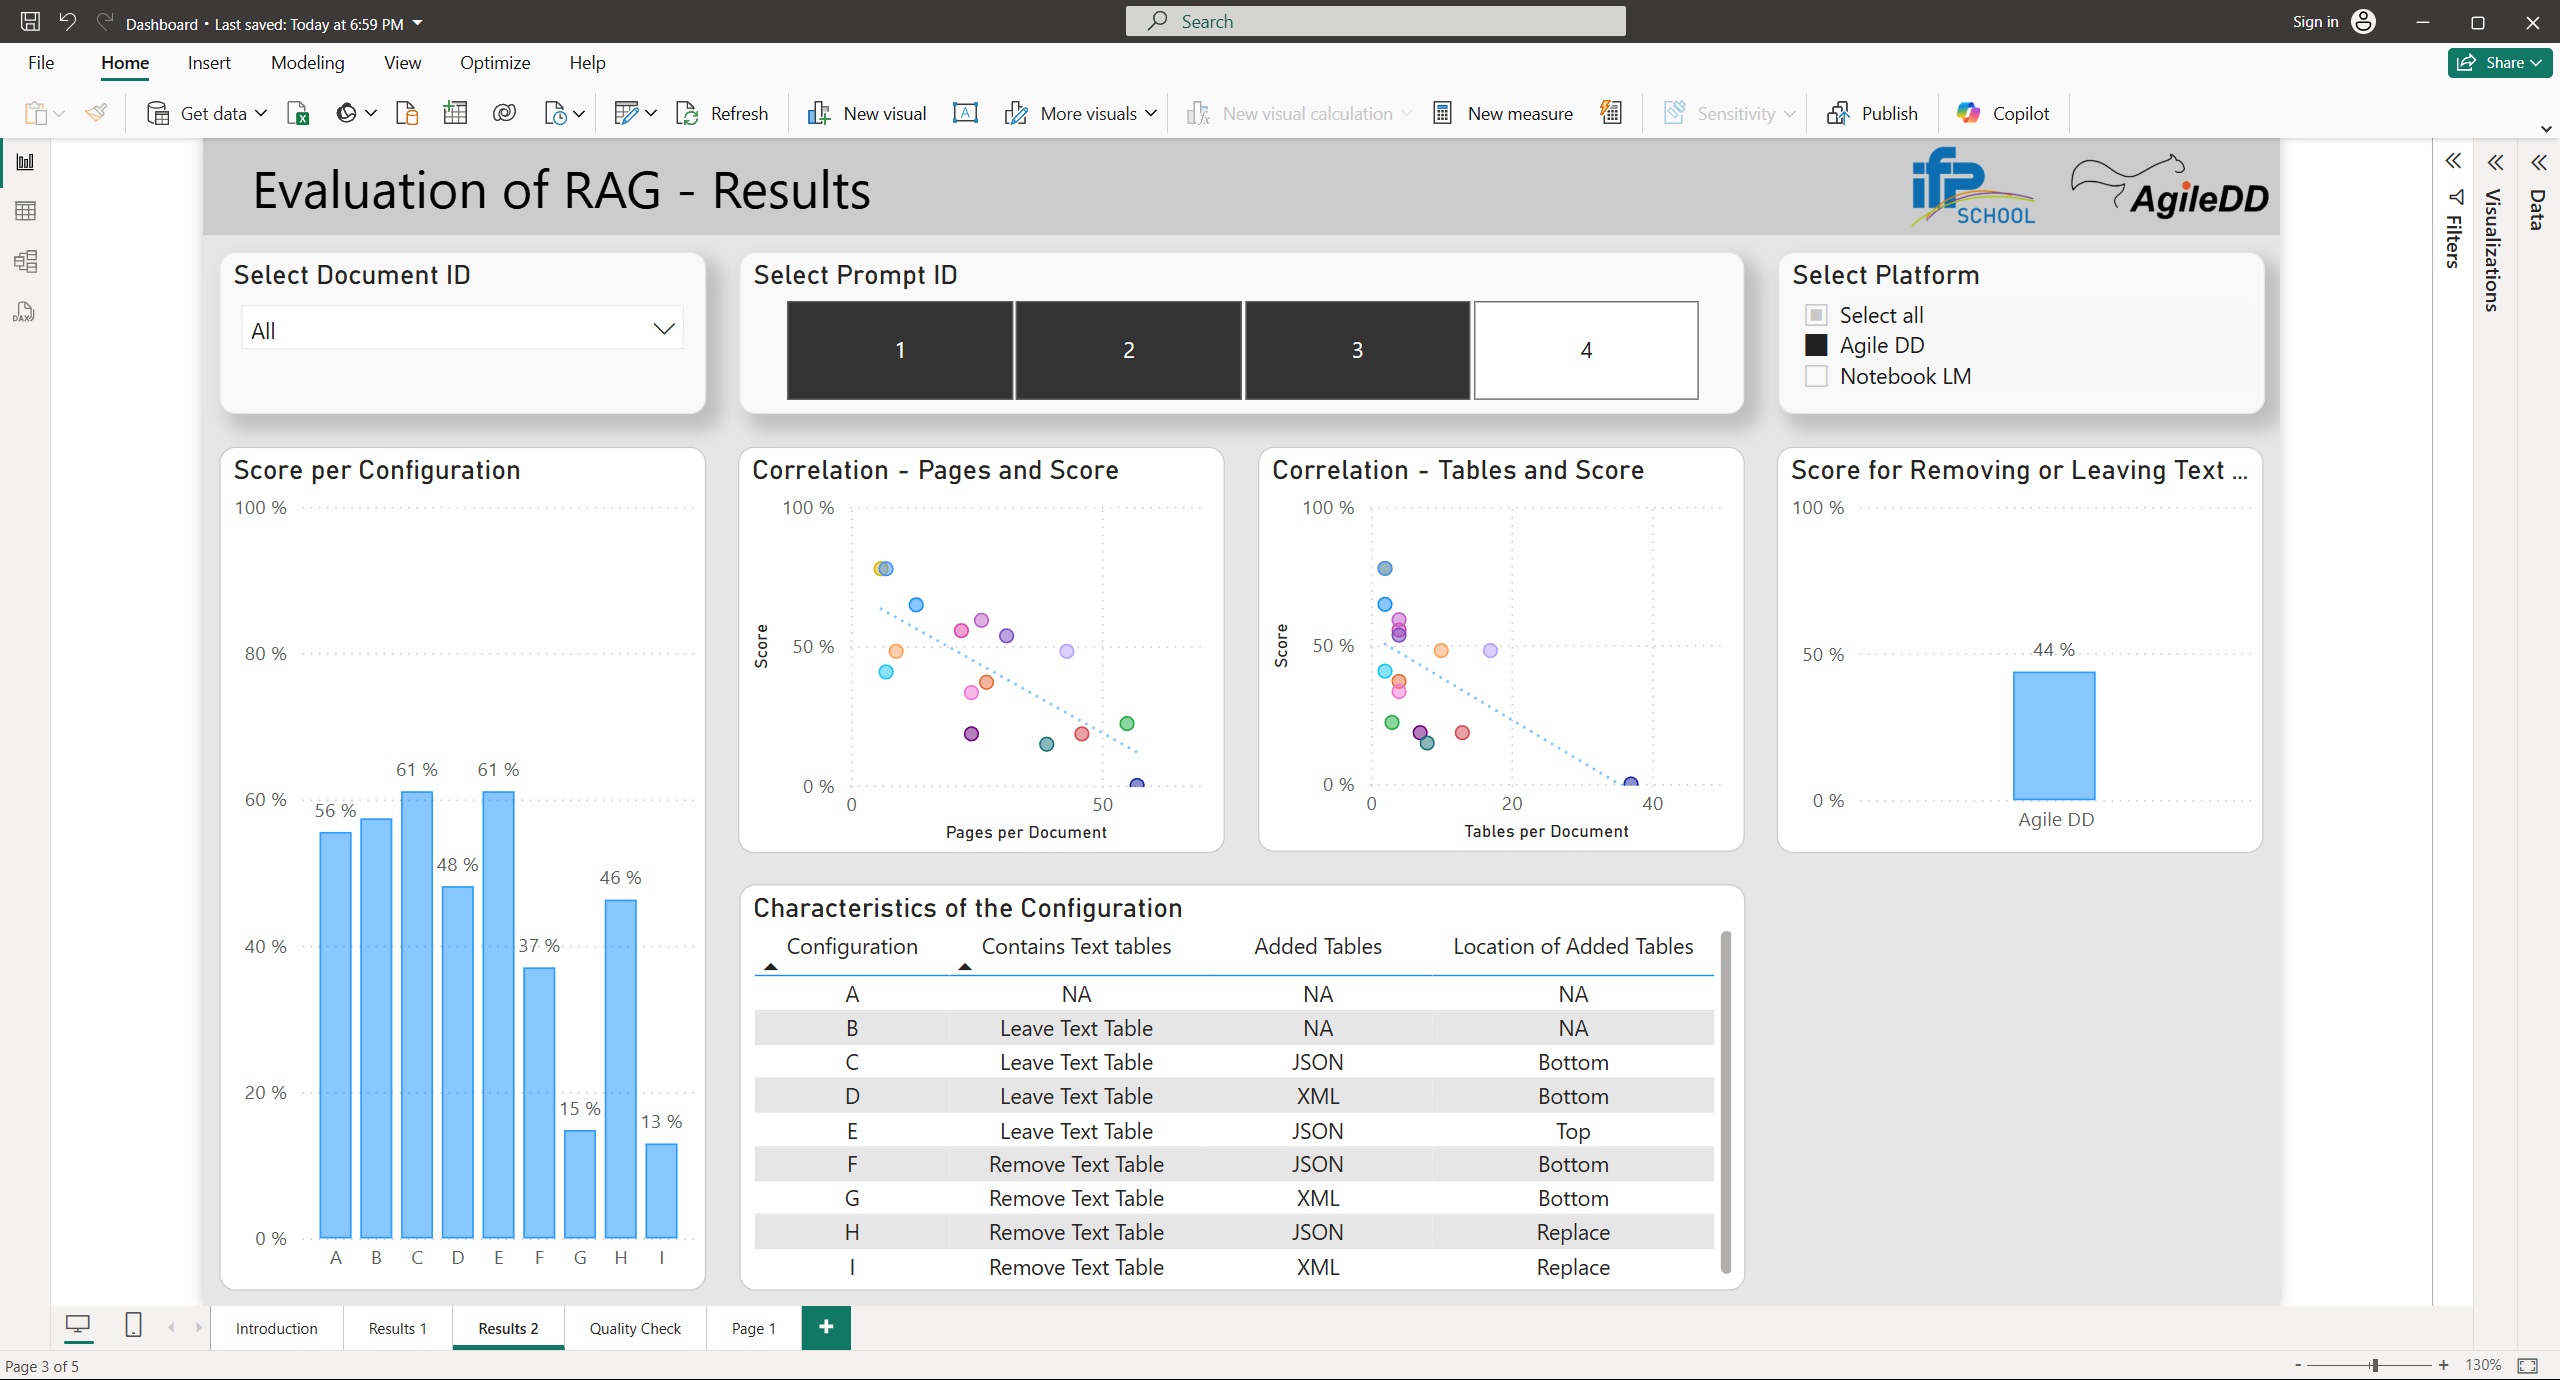 Dashboard • Last saved: Today at 6:59 PM
Search
Sign in
File Home Insert Modeling View Optimize Help
Share
Get data
Refresh
New visual
More visuals
New visual calculation
New measure
Sensitivity
Publish
Copilot
Evaluation of RAG - Results
ifp SCHOOL
AgileDD
Filters
Visualizations
Data
DAX
Select Document ID
All
Select Prompt ID
1 2 3 4
Select Platform
Select all
Agile DD
Notebook LM
Score per Configuration
100 %
80 %
60 %
40 %
20 %
0 %
56 %
61 %
48 %
61 %
37 %
15 %
46 %
13 %
A B C D E F G H I
Correlation - Pages and Score
100 %
50 %
0 %
Score
0 50
Pages per Document
Correlation - Tables and Score
100 %
50 %
0 %
Score
0 20 40
Tables per Document
Score for Removing or Leaving Text ...
100 %
50 %
0 %
44 %
Agile DD
Characteristics of the Configuration
Configuration Contains Text tables Added Tables Location of Added Tables
A NA NA NA
B Leave Text Table NA NA
C Leave Text Table JSON Bottom
D Leave Text Table XML Bottom
E Leave Text Table JSON Top
F Remove Text Table JSON Bottom
G Remove Text Table XML Bottom
H Remove Text Table JSON Replace
I Remove Text Table XML Replace
Introduction Results 1 Results 2 Quality Check Page 1 +
Page 3 of 5
- + 130%